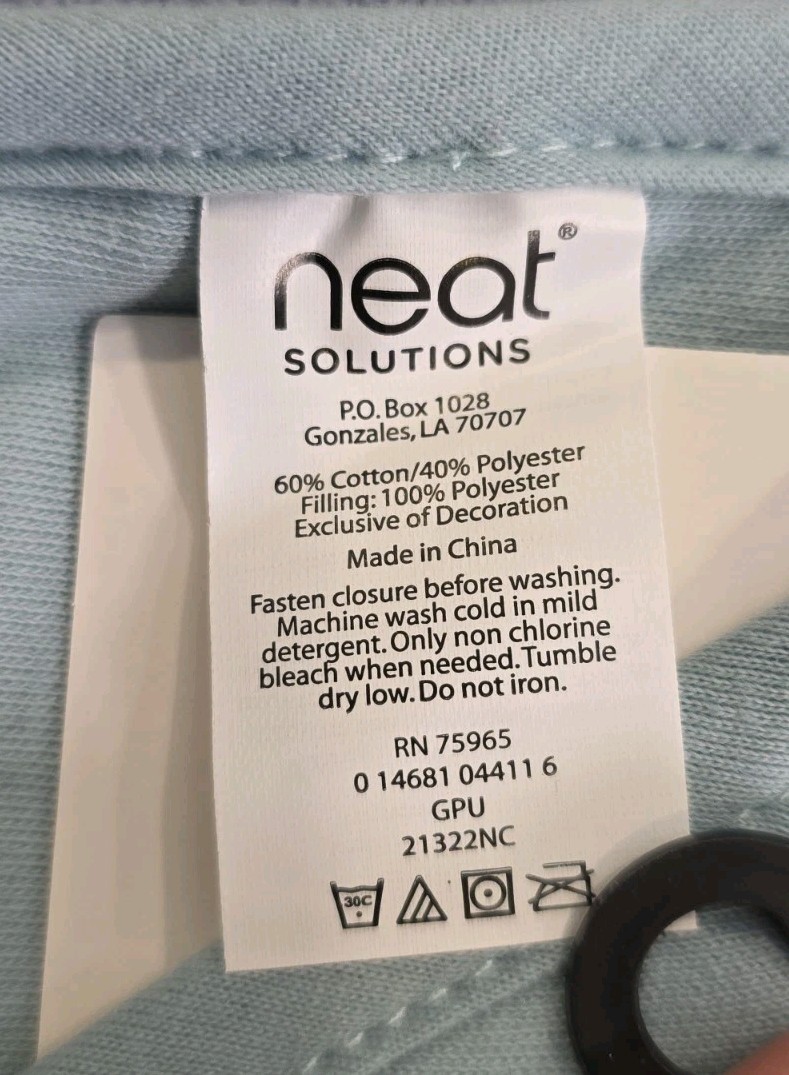 neat®
SOLUTIONS
P.O. Box 1028
Gonzales, LA 70707
60% Cotton/40% Polyester
Filling: 100% Polyester
Exclusive of Decoration
Made in China
Fasten closure before washing.
Machine wash cold in mild
detergent. Only non chlorine
bleach when needed. Tumble
dry low. Do not iron.
RN 75965
0 14681 04411 6
GPU
21322NC
30C